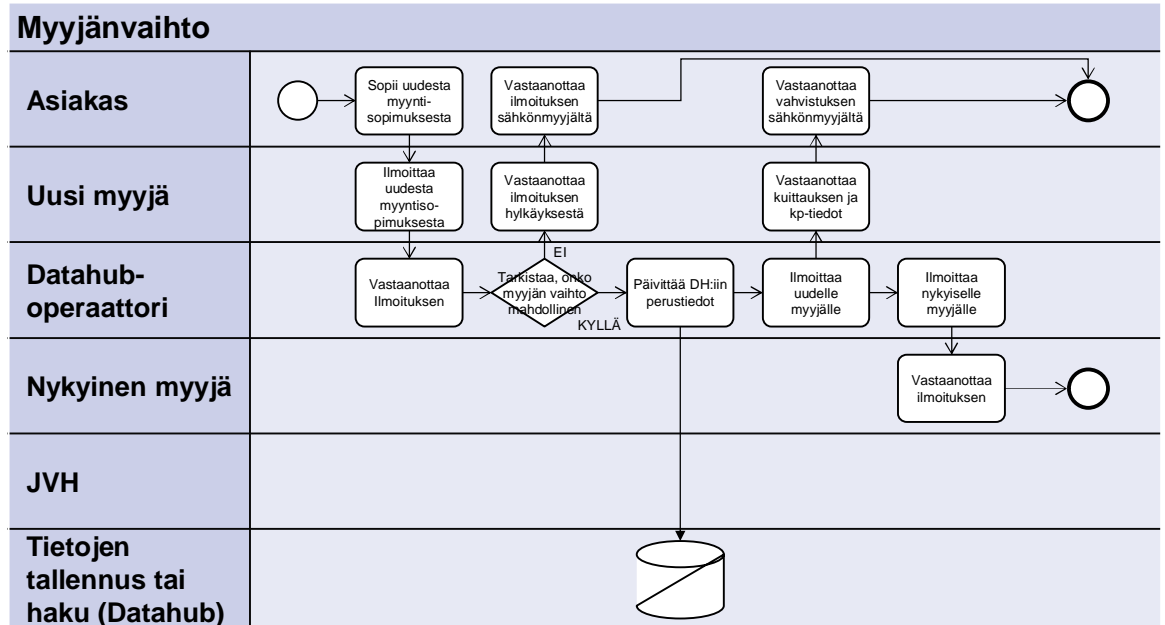 Myyjänvaihto
Asiakas
Sopii uudesta
myynti-
sopimuksesta
Vastaanottaa
ilmoituksen
sähkönmyyjältä
Vastaanottaa
vahvistuksen
sähkönmyyjältä
Uusi myyjä
Ilmoittaa
uudesta
myyntiso-
pimuksesta
Vastaanottaa
ilmoituksen
hylkäyksestä
Vastaanottaa
kuittauksen ja
kp-tiedot
Datahub-
operaattori
Vastaanottaa
Ilmoituksen
EI
Tarkistaa, onko
myyjän vaihto
mahdollinen
KYLLÄ
Päivittää DH:iin
perustiedot
Ilmoittaa
uudelle
myyjälle
Ilmoittaa
nykyiselle
myyjälle
Nykyinen myyjä
Vastaanottaa
ilmoituksen
JVH
Tietojen
tallennus tai
haku (Datahub)